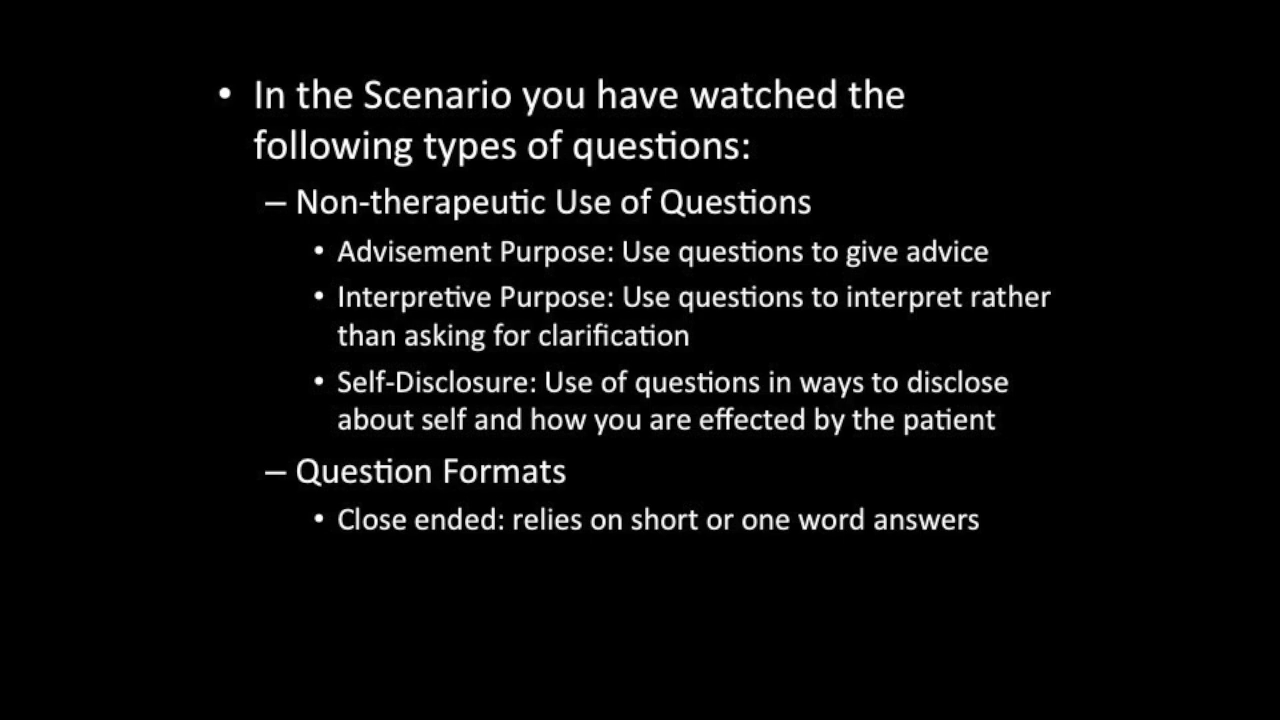 • In the Scenario you have watched the
following types of questions:
– Non-therapeutic Use of Questions
• Advisement Purpose: Use questions to give advice
• Interpretive Purpose: Use questions to interpret rather
than asking for clarification
• Self-Disclosure: Use of questions in ways to disclose
about self and how you are effected by the patient
– Question Formats
• Close ended: relies on short or one word answers